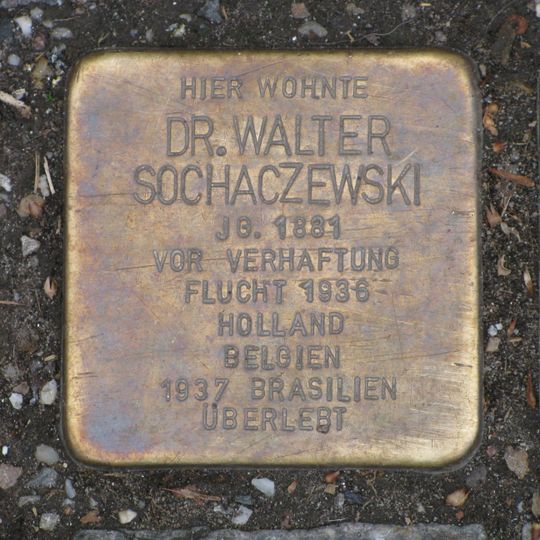 HIER WOHNTE
DR. WALTER
SOCHACZEWSKI
JG. 1881
VOR VERHAFTUNG
FLUCHT 1936
HOLLAND
BELGIEN
1937 BRASILIEN
ÜBERLEBT